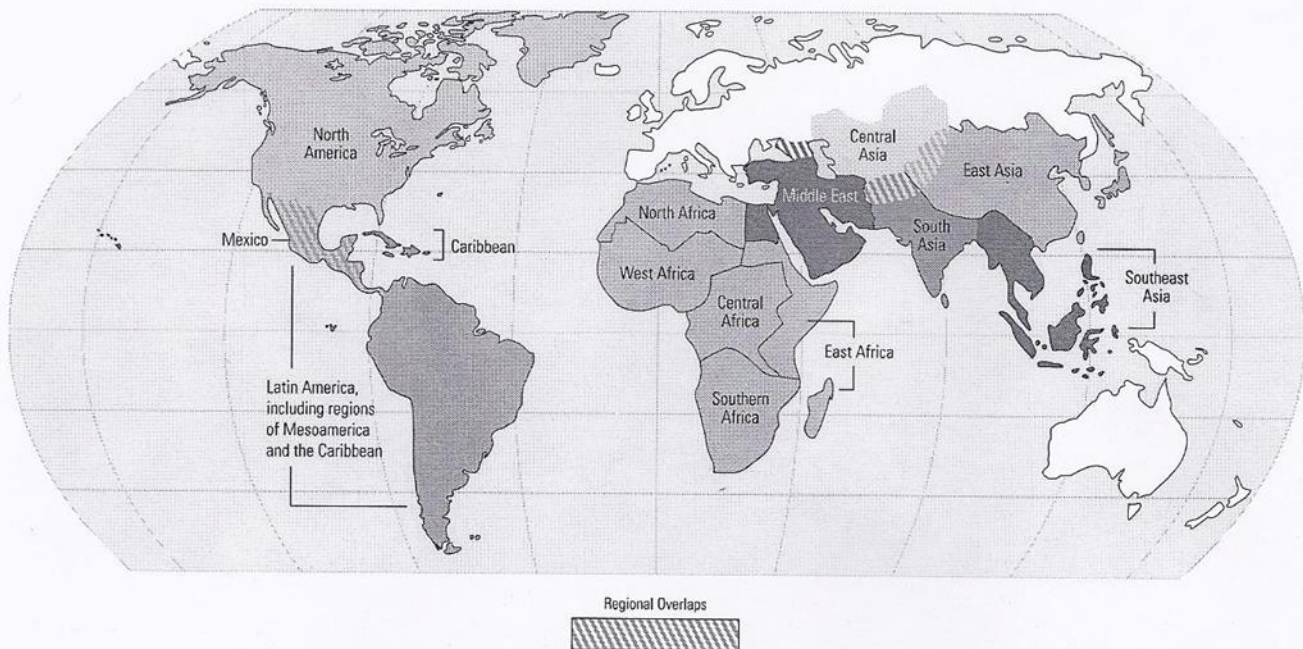 North
America
Mexico
Caribbean
Latin America,
including regions
of Mesoamerica
and the Caribbean
North Africa
West Africa
Central
Africa
East Africa
Southern
Africa
Middle East
Central
Asia
East Asia
South
Asia
Southeast
Asia
Regional Overlaps